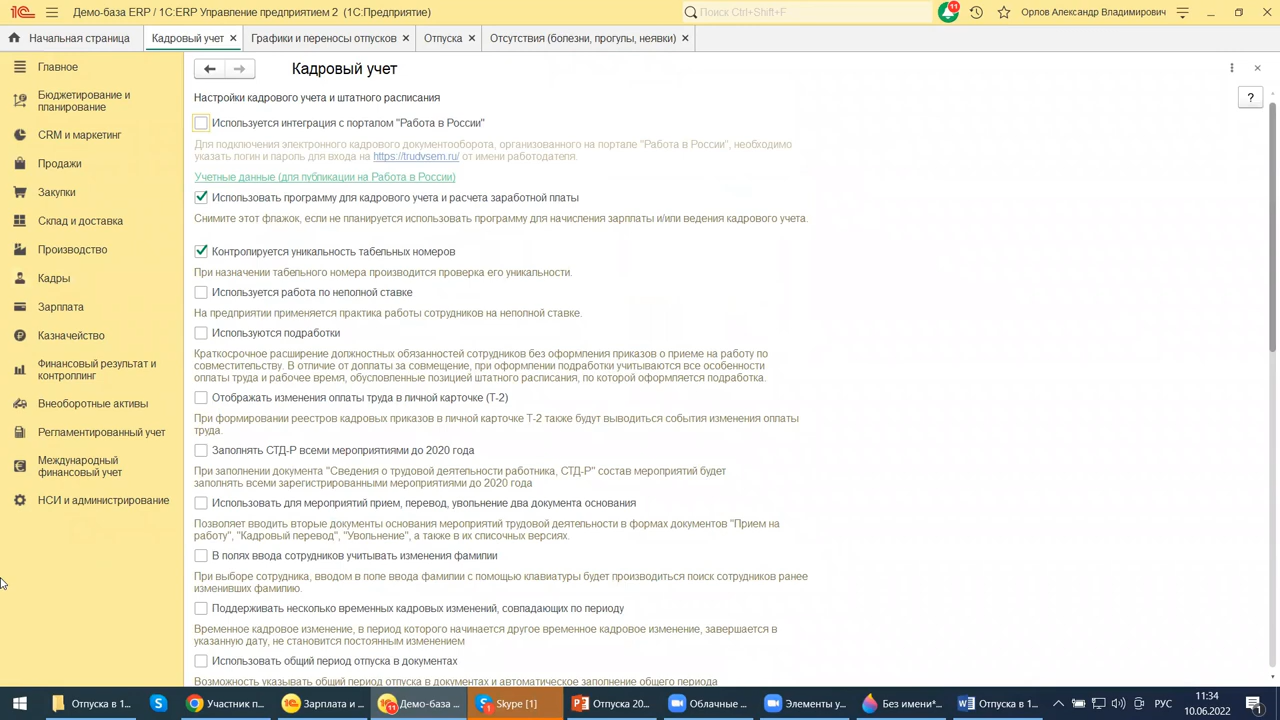 Демо-база ERP / 1С:ERP Управление предприятием 2 (1С:Предприятие)
Поиск Ctrl+Shift+F
11
Орлов Александр Владимирович
Начальная страница
Кадровый учет ×
Графики и переносы отпусков ×
Отпуска ×
Отсутствия (болезни, прогулы, неявки) ×
Главное
Бюджетирование и
планирование
CRM и маркетинг
Продажи
Закупки
Склад и доставка
Производство
Кадры
Зарплата
Казначейство
Финансовый результат и
контроллинг
Внеоборотные активы
Регламентированный учет
Международный
финансовый учет
НСИ и администрирование
Кадровый учет
?
Настройки кадрового учета и штатного расписания
Используется интеграция с порталом "Работа в России"
Для подключения электронного кадрового документооборота, организованного на портале "Работа в России", необходимо
указать логин и пароль для входа на https://trudvsem.ru/ от имени работодателя.
Учетные данные (для публикации на Работа в России)
Использовать программу для кадрового учета и расчета заработной платы
Снимите этот флажок, если не планируется использовать программу для начисления зарплаты и/или ведения кадрового учета.
Контролируется уникальность табельных номеров
При назначении табельного номера производится проверка его уникальности.
Используется работа по неполной ставке
На предприятии применяется практика работы сотрудников на неполной ставке.
Используются подработки
Краткосрочное расширение должностных обязанностей сотрудников без оформления приказов о приеме на работу по
совместительству. В отличие от доплаты за совмещение, при оформлении подработки учитываются все особенности
оплаты труда и рабочее время, обусловленные позицией штатного расписания, по которой оформляется подработка.
Отображать изменения оплаты труда в личной карточке (Т-2)
При формировании реестров кадровых приказов в личной карточке Т-2 также будут выводиться события изменения оплаты
труда.
Заполнять СТД-Р всеми мероприятиями до 2020 года
При заполнении документа "Сведения о трудовой деятельности работника, СТД-Р" состав мероприятий будет
заполнять всеми зарегистрированными мероприятиями до 2020 года
Использовать для мероприятий прием, перевод, увольнение два документа основания
Позволяет вводить вторые документы основания мероприятий трудовой деятельности в формах документов "Прием на
работу", "Кадровый перевод", "Увольнение", а также в их списочных версиях.
В полях ввода сотрудников учитывать изменения фамилии
При выборе сотрудника, вводом в поле ввода фамилии с помощью клавиатуры будет производиться поиск сотрудников ранее
изменивших фамилию.
Поддерживать несколько временных кадровых изменений, совпадающих по периоду
Временное кадровое изменение, в период которого начинается другое временное кадровое изменение, завершается в
указанную дату, не становится постоянным изменением
Использовать общий период отпуска в документах
Возможность указывать общий период отпуска в документах и автоматическое заполнение общего периода
Отпуска в 1...
Участник п...
Зарплата и ...
11
Демо-база ...
Skype [1]
Отпуска 20...
Облачные ...
Элементы у...
Без имени*...
Отпуска в 1...
РУС
11:34
10.06.2022
1